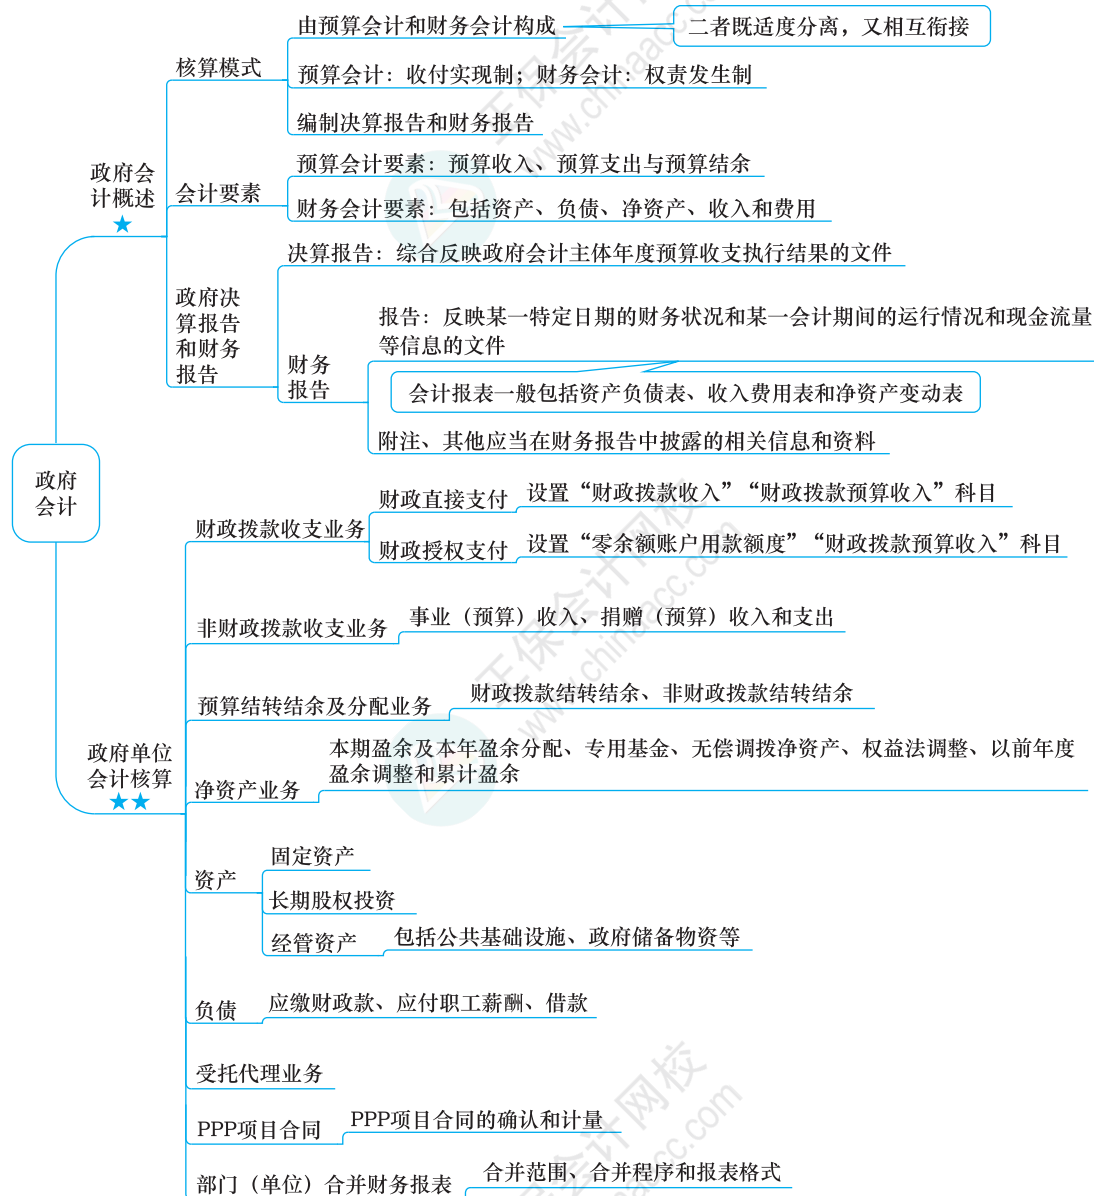 由预算会计和财务会计构成
二者既适度分离，又相互衔接
核算模式
预算会计：收付实现制；财务会计：权责发生制
编制决算报告和财务报告
政府会
计概述
★
会计要素
预算会计要素：预算收入、预算支出与预算结余
财务会计要素：包括资产、负债、净资产、收入和费用
政府决
算报告
和财务
报告
决算报告：综合反映政府会计主体年度预算收支执行结果的文件
财务
报告
报告：反映某一特定日期的财务状况和某一会计期间的运行情况和现金流量
等信息的文件
会计报表一般包括资产负债表、收入费用表和净资产变动表
附注、其他应当在财务报告中披露的相关信息和资料
政府
会计
财政拨款收支业务
财政直接支付
设置“财政拨款收入”“财政拨款预算收入”科目
财政授权支付
设置“零余额账户用款额度”“财政拨款预算收入”科目
非财政拨款收支业务
事业（预算）收入、捐赠（预算）收入和支出
预算结转结余及分配业务
财政拨款结转结余、非财政拨款结转结余
政府单位
会计核算
★★
净资产业务
本期盈余及本年盈余分配、专用基金、无偿调拨净资产、权益法调整、以前年度
盈余调整和累计盈余
资产
固定资产
长期股权投资
经管资产
包括公共基础设施、政府储备物资等
负债
应缴财政款、应付职工薪酬、借款
受托代理业务
PPP项目合同
PPP项目合同的确认和计量
部门（单位）合并财务报表
合并范围、合并程序和报表格式
正保会计网校
www.chinaacc.com